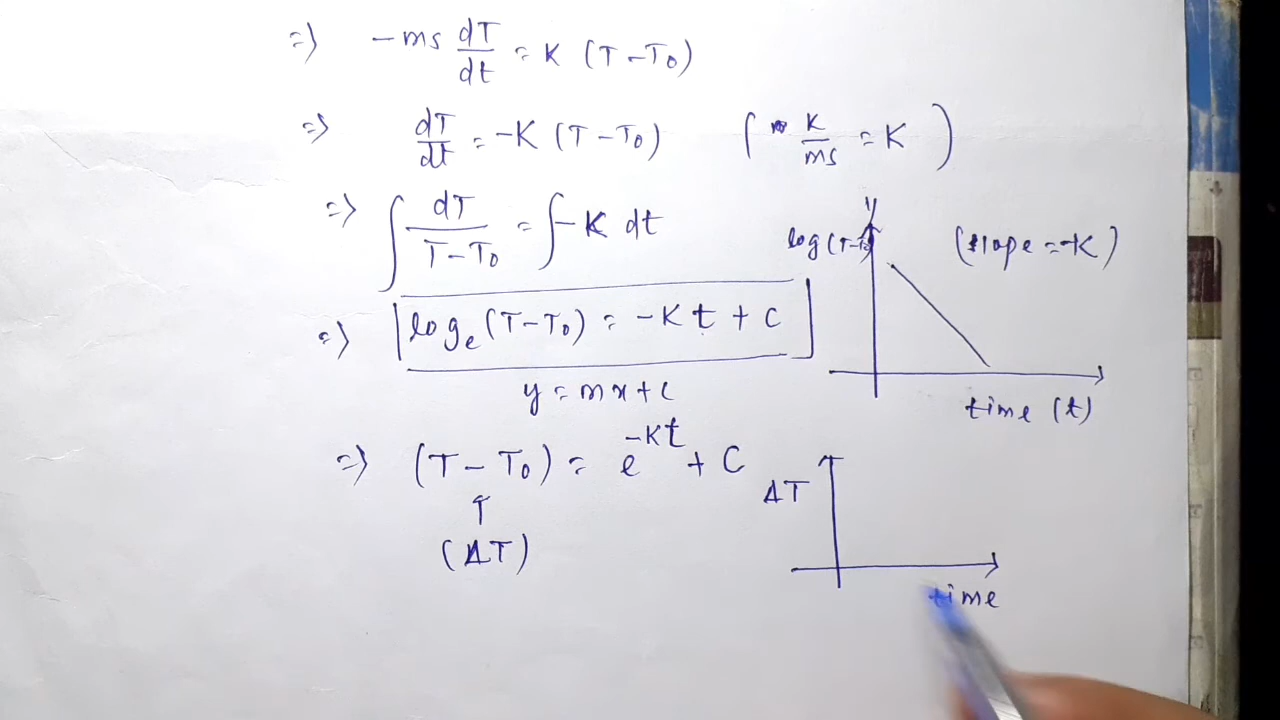 => -ms dT/dt = K (T-T₀)
=> dT/dt = -K (T-T₀) ( K/ms = K )
=> ∫ dT/T-T₀ = ∫-K dt
y
log(T-T₀) (slope = -K)
=> logₑ(T-T₀) = -Kt + C
y = mx + c
time (t)
=> (T-T₀) = e^-Kt + C
ΔT
(ΔT)
time